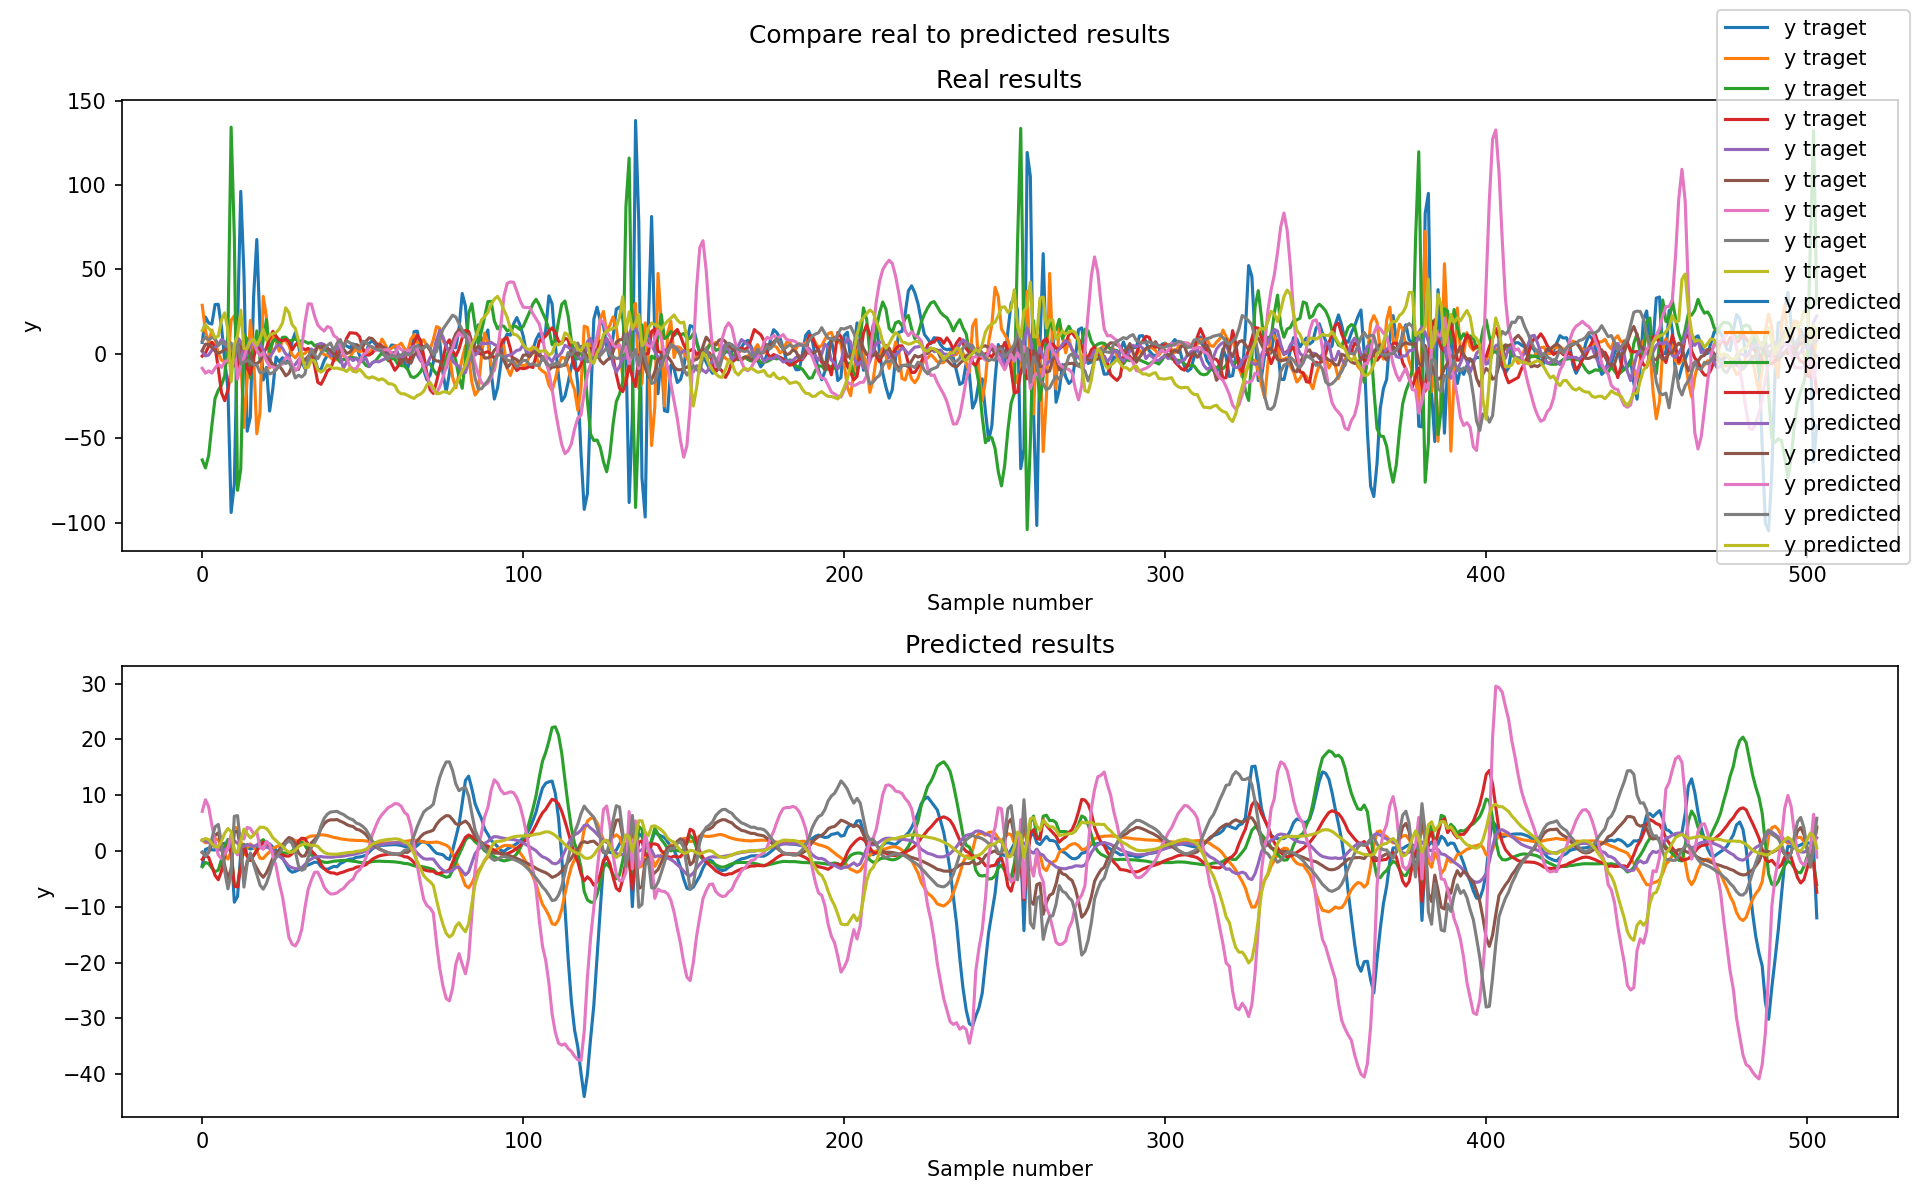 Compare real to predicted results
Real results
y traget
y traget
y traget
y traget
y traget
y traget
y traget
y traget
y traget
y predicted
y predicted
y predicted
y predicted
y predicted
y predicted
y predicted
y predicted
y predicted
150
100
50
0
−50
−100
y
0
100
200
300
400
500
Sample number
Predicted results
30
20
10
0
−10
−20
−30
−40
y
0
100
200
300
400
500
Sample number